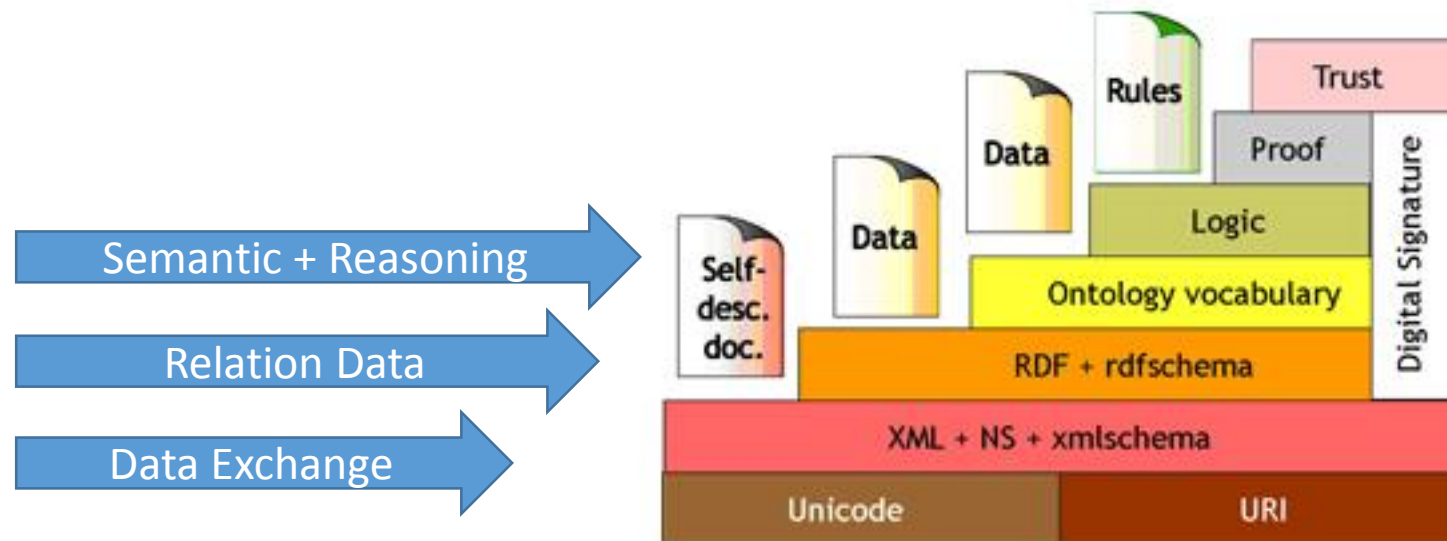 Semantic + Reasoning
Relation Data
Data Exchange
Self-
desc.
doc.
Data
Data
Rules
Trust
Proof
Logic
Ontology vocabulary
RDF + rdfschema
XML + NS + xmlschema
Unicode
URI
Digital Signature